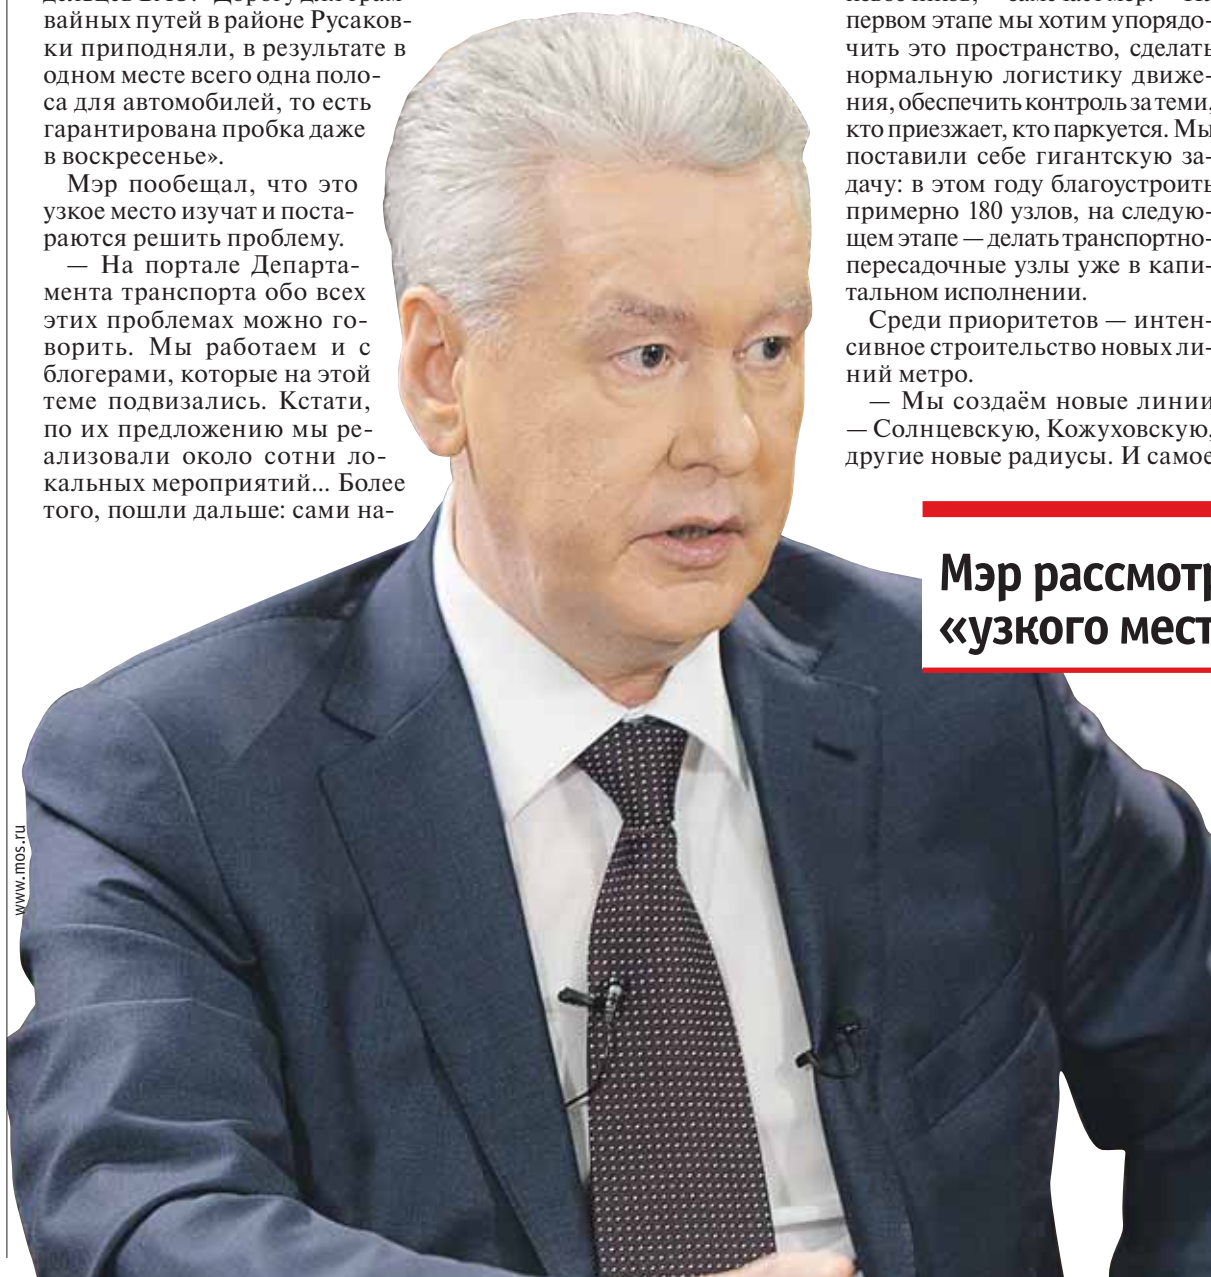 вайных путей в районе Русаков-
ки приподняли, в результате в
одном месте всего одна поло-
са для автомобилей, то есть
гарантирована пробка даже
в воскресенье».
Мэр пообещал, что это
узкое место изучат и поста-
раются решить проблему.
— На портале Департа-
мента транспорта обо всех
этих проблемах можно го-
ворить. Мы работаем и с
блогерами, которые на этой
теме подвизались. Кстати,
по их предложению мы ре-
ализовали около сотни ло-
кальных мероприятий... Более
того, пошли дальше: сами на-
первом этапе мы хотим упорядо-
чить это пространство, сделать
нормальную логистику движе-
ния, обеспечить контроль за теми,
кто приезжает, кто паркуется. Мы
поставили себе гигантскую за-
дачу: в этом году благоустроить
примерно 180 узлов, на следую-
щем этапе — делать транспортно-
пересадочные узлы уже в капи-
тальном исполнении.
Среди приоритетов — интен-
сивное строительство новых ли-
ний метро.
— Мы создаём новые линии
— Солнцевскую, Кожуховскую,
другие новые радиусы. И самое
Мэр рассмотр
«узкого мест
www.mos.ru